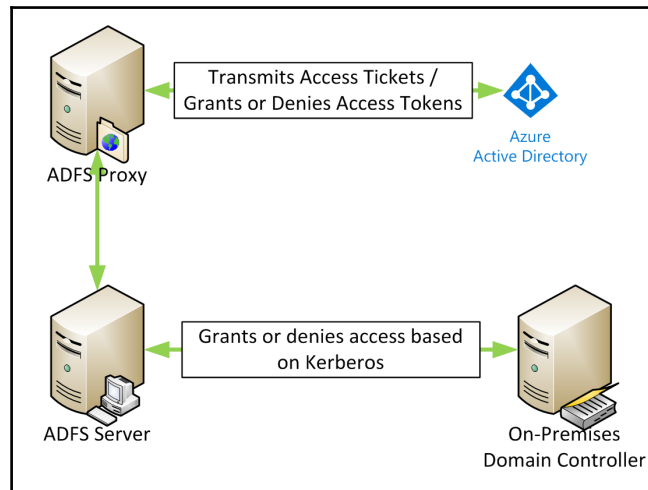 Transmits Access Tickets /
Grants or Denies Access Tokens
Azure
Active Directory
ADFS Proxy
Grants or denies access based
on Kerberos
ADFS Server
On-Premises
Domain Controller